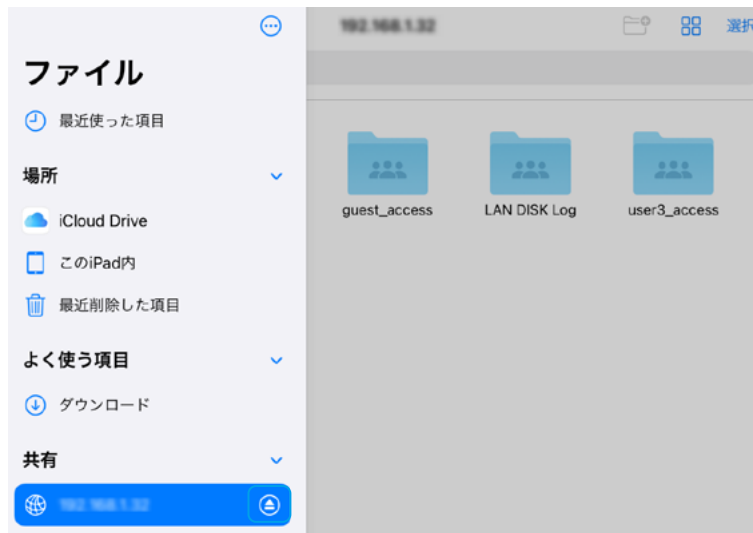 ファイル
最近使った項目
場所
iCloud Drive
このiPad内
最近削除した項目
よく使う項目
ダウンロード
共有
選択
guest_access
LAN DISK Log
user3_access